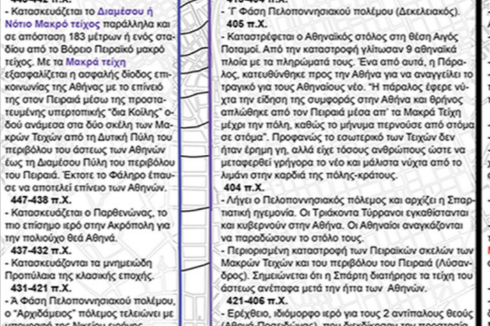 - Κατασκευάζεται το Διαμέσου ή
Νότιο Μακρό τείχος παράλληλα και
σε απόσταση 183 μέτρων ή ενός στα-
δίου από το Βόρειο Πειραϊκό μακρό
τείχος. Με τα Μακρά τείχη
εξασφαλίζεται η ασφαλής δίοδος επι-
κοινωνίας της Αθήνας με το επίνειό
της στον Πειραιά μέσω της προστα-
τευμένης υπερτοπικής "δια Κοίλης" ο-
δού ανάμεσα στα δύο σκέλη των Μα-
κρών Τειχών από τη Δυτική Πύλη του
περιβόλου του άστεως των Αθηνών
έως τη Διαμέσου Πύλη του περιβόλου
του Πειραιά. Έκτοτε το Φάληρο έπαυ-
σε να αποτελεί επίνειο των Αθηνών.
447-438 π.Χ.
- Κατασκευάζεται ο Παρθενώνας, το
πιο επίσημο ιερό στην Ακρόπολη για
την πολιούχο θεά Αθηνά.
437-432 π.Χ.
- Κατασκευάζονται τα μνημειώδη
Προπύλαια της κλασικής εποχής.
431-421 π.Χ.
- Ά Φάση Πελοποννησιακού πολέμου,
ο "Αρχιδάμειος" πόλεμος τελειώνει με
- Ύ Φάση Πελοποννησιακού πολέμου (Δεκελεικός).
405 π.Χ.
- Καταστρέφεται ο Αθηναϊκός στόλος στη θέση Αιγός
Ποταμοί. Από την καταστροφή γλίτωσαν 9 αθηναϊκά
πλοία με τα πληρώματά τους. Ένα από αυτά, η Πάρα-
λος, κατευθύνθηκε προς την Αθήνα για να αναγγείλει το
τραγικό για τους Αθηναίους νέο. "Η πάραλος έφερε νύ-
χτα την είδηση της συμφοράς στην Αθήνα και θρήνος
απλώθηκε από τον Πειραιά μέσα απ΄ τα Μακρά Τείχη
μέχρι την πόλη, καθώς το μήνυμα περνούσε από στόμα
σε στόμα". Προφανώς το εσωτερικό των Τειχών δεν
ήταν έρημη γη, αλλά είχε τόσους ανθρώπους ώστε να
μεταφερθεί γρήγορα το νέο και μάλιστα νύχτα από το
λιμάνι στην καρδιά της πόλης-κράτους.
404 π.Χ.
- Λήγει ο Πελοποννησιακός πόλεμος και αρχίζει η Σπαρ-
τιατική ηγεμονία. Οι Τριάκοντα Τύρρανοι εγκαθίστανται
και κυβερνούν στην Αθήνα. Οι Αθηναίοι αναγκάζονται
να παραδώσουν το στόλο τους.
- Περιορισμένη καταστροφή των Πειραϊκών σκελών των
Μακρών Τειχών και του περιβόλου του Πειραιά (Λύσαν-
δρος). Σημειώνεται ότι η Σπάρτη διατήρησε τα τείχη του
άστεως ανέπαφα μετά την ήττα των Αθηνών.
421-406 π.Χ.
- Ερέχθειο, ιδιόμορφο ιερό για τους 2 αντίπαλους θεούς